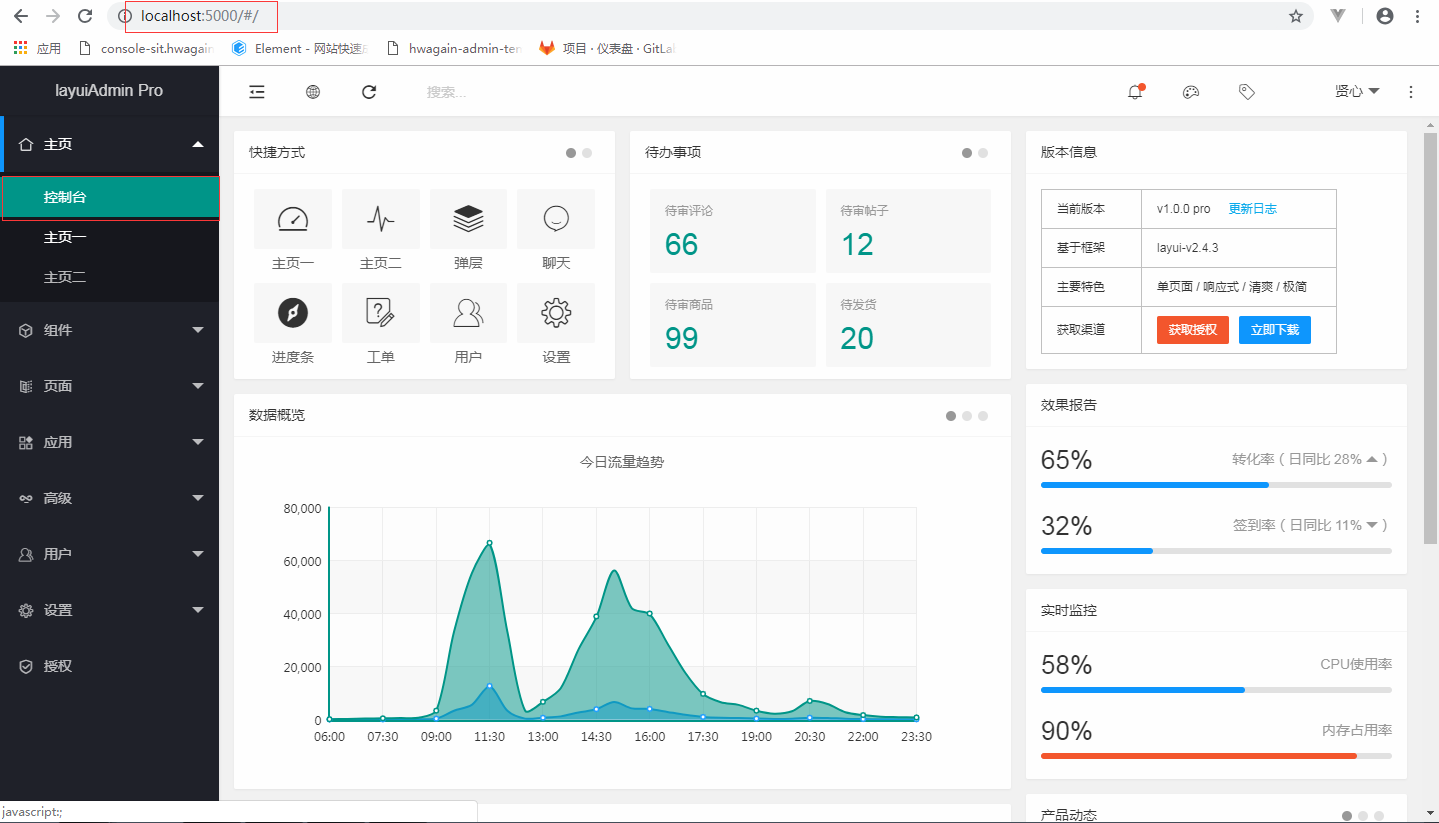 localhost:5000/#/
应用 console-sit.hwagain Element - 网站快速 hwagain-admin-ten 项目 · 仪表盘 · GitLal
layuiAdmin Pro
搜索...
贤心
主页
控制台
主页一
主页二
组件
页面
应用
高级
用户
设置
授权
快捷方式
主页一 主页二 弹层 聊天
进度条 工单 用户 设置
待办事项
待审评论 待审帖子
66 12
待审商品 待发货
99 20
版本信息
当前版本 v1.0.0 pro 更新日志
基于框架 layui-v2.4.3
主要特色 单页面 / 响应式 / 清爽 / 极简
获取渠道 获取授权 立即下载
数据概览
今日流量趋势
80,000
60,000
40,000
20,000
0
06:00 07:30 09:00 11:30 13:00 14:30 16:00 17:30 19:00 20:30 22:00 23:30
效果报告
65% 转化率 ( 日同比 28% )
32% 签到率 ( 日同比 11% )
实时监控
58% CPU使用率
90% 内存占用率
产品动态
javascript:;